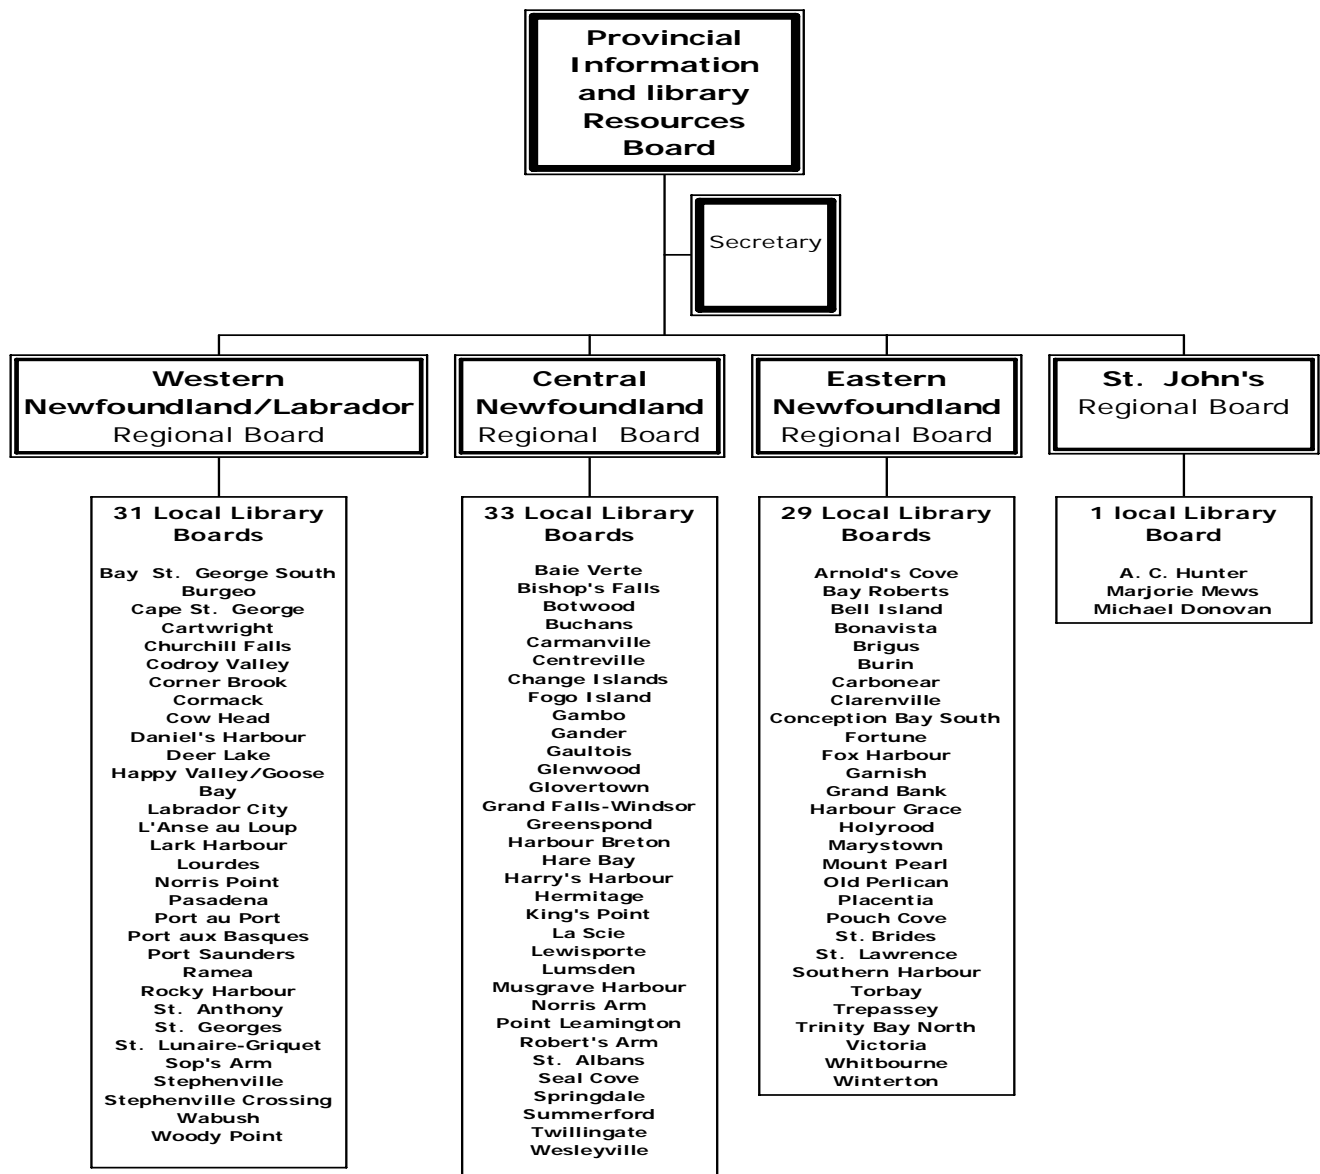 Provincial
Information
and library
Resources
Board
Secretary
Western
Newfoundland/Labrador
Regional Board
Central
Newfoundland
Regional Board
Eastern
Newfoundland
Regional Board
St. John's
Regional Board
31 Local Library
Boards
Bay St. George South
Burgeo
Cape St. George
Cartwright
Churchill Falls
Codroy Valley
Corner Brook
Cormack
Cow Head
Daniel's Harbour
Deer Lake
Happy Valley/Goose
Bay
Labrador City
L'Anse au Loup
Lark Harbour
Lourdes
Norris Point
Pasadena
Port au Port
Port aux Basques
Port Saunders
Ramea
Rocky Harbour
St. Anthony
St. Georges
St. Lunaire-Griquet
Sop's Arm
Stephenville
Stephenville Crossing
Wabush
Woody Point
33 Local Library
Boards
Baie Verte
Bishop's Falls
Botwood
Buchans
Carmanville
Centreville
Change Islands
Fogo Island
Gambo
Gander
Gaultois
Glenwood
Glovertown
Grand Falls-Windsor
Greenspond
Harbour Breton
Hare Bay
Harry's Harbour
Hermitage
King's Point
La Scie
Lewisporte
Lumsden
Musgrave Harbour
Norris Arm
Point Leamington
Robert's Arm
St. Albans
Seal Cove
Springdale
Summerford
Twillingate
Wesleyville
29 Local Library
Boards
Arnold's Cove
Bay Roberts
Bell Island
Bonavista
Brigus
Burin
Carbonear
Clarenville
Conception Bay South
Fortune
Fox Harbour
Garnish
Grand Bank
Harbour Grace
Holyrood
Marystown
Mount Pearl
Old Perlican
Placentia
Pouch Cove
St. Brides
St. Lawrence
Southern Harbour
Torbay
Trepassey
Trinity Bay North
Victoria
Whitbourne
Winterton
1 local Library
Board
A. C. Hunter
Marjorie Mews
Michael Donovan